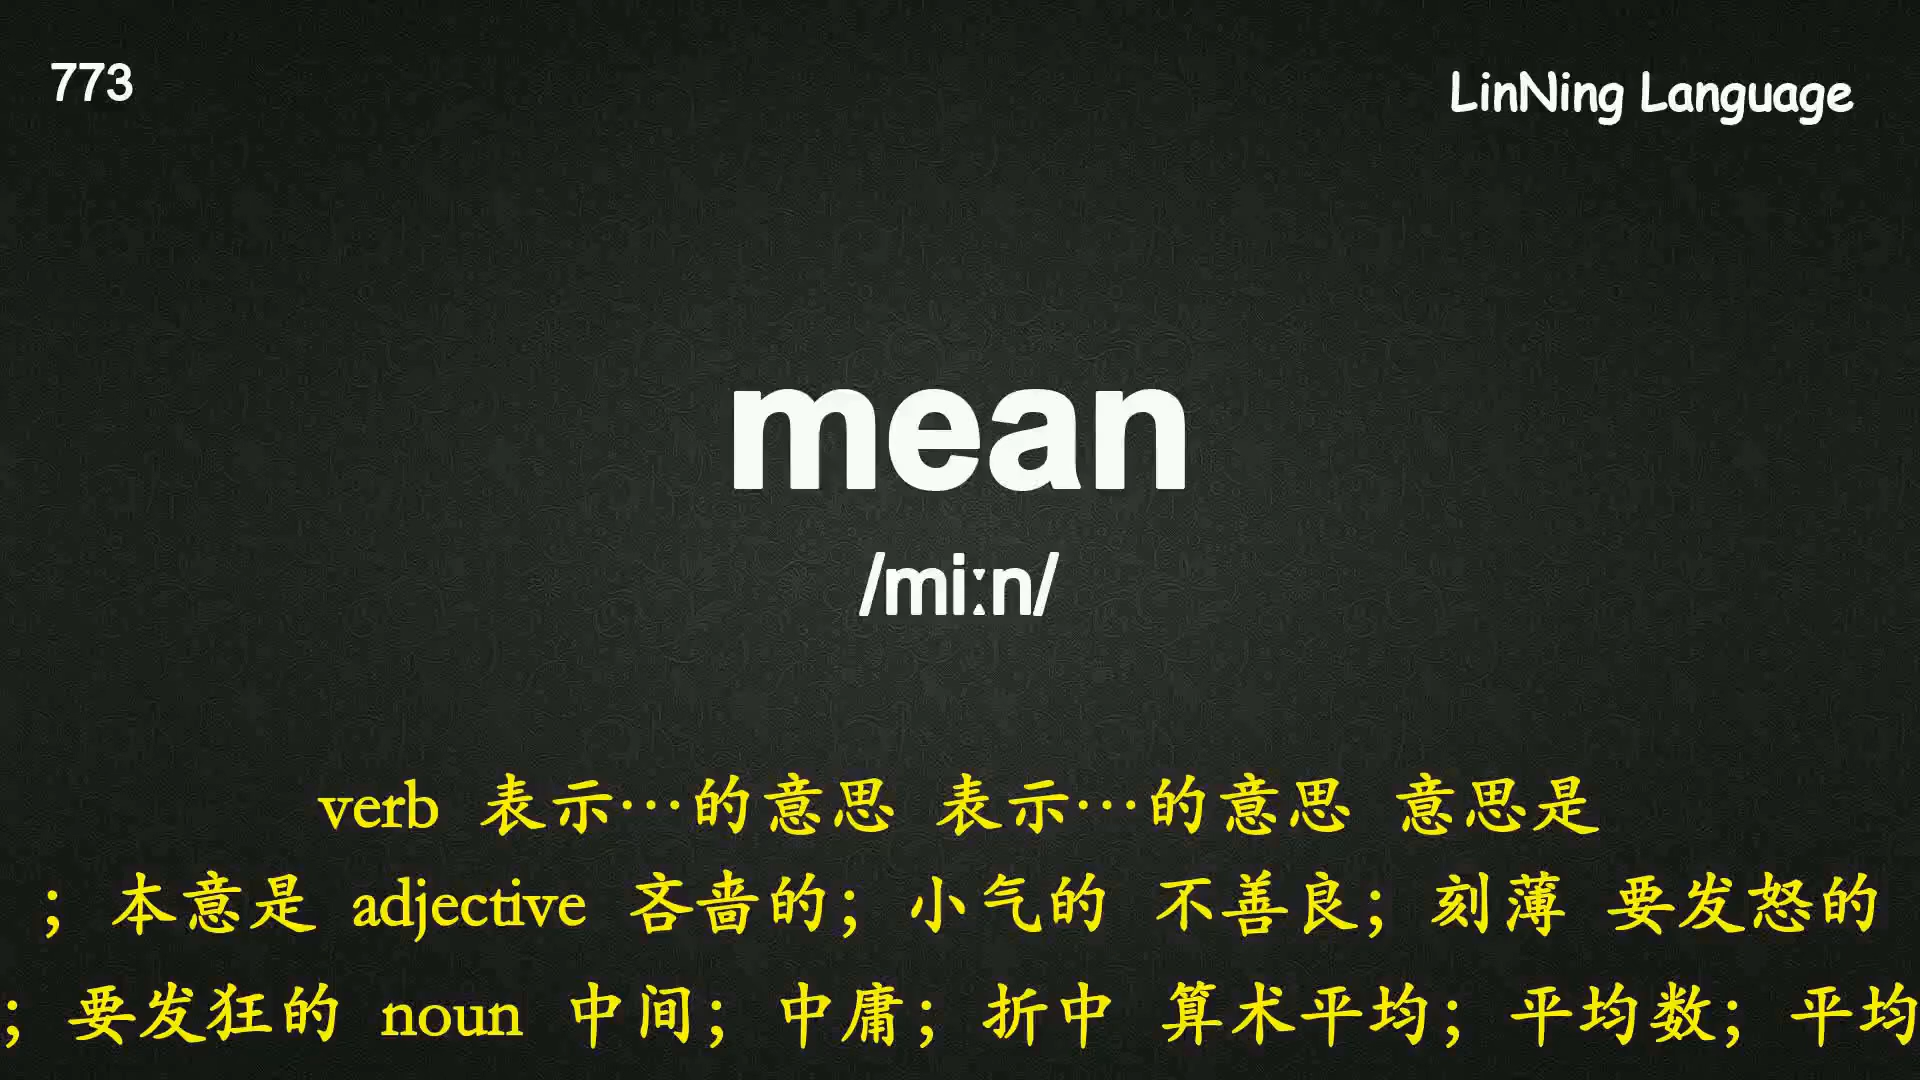 773
LinNing Language
mean
/miːn/
verb 表示…的意思 表示…的意思 意思是
；本意是 adjective 吝啬的；小气的 不善良；刻薄 要发怒的
；要发狂的 noun 中间；中庸；折中 算术平均；平均数；平均